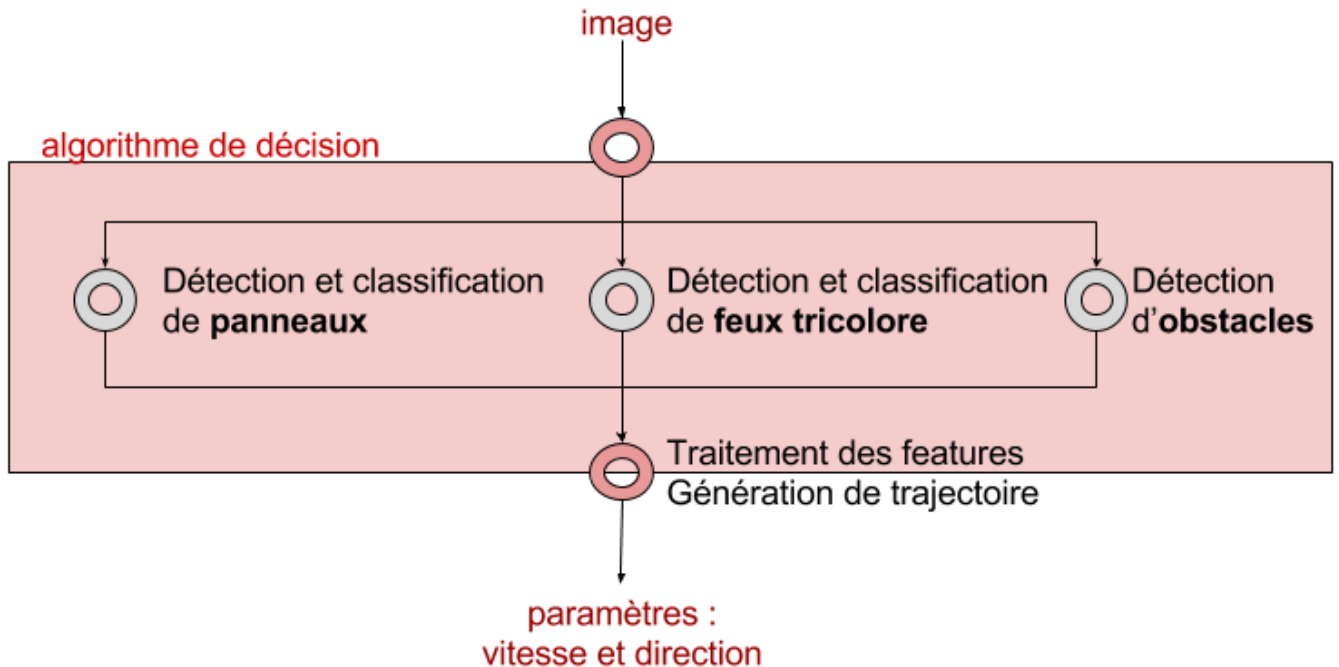 image
algorithme de décision
Détection et classification
de panneaux
Détection et classification
de feux tricolore
Détection
d'obstacles
Traitement des features
Génération de trajectoire
paramètres :
vitesse et direction